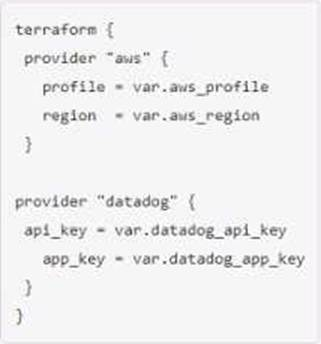 terraform {
provider "aws" {
profile = var.aws_profile
region = var.aws_region
}
provider "datadog" {
api_key = var.datadog_api_key
app_key = var.datadog_app_key
}
}